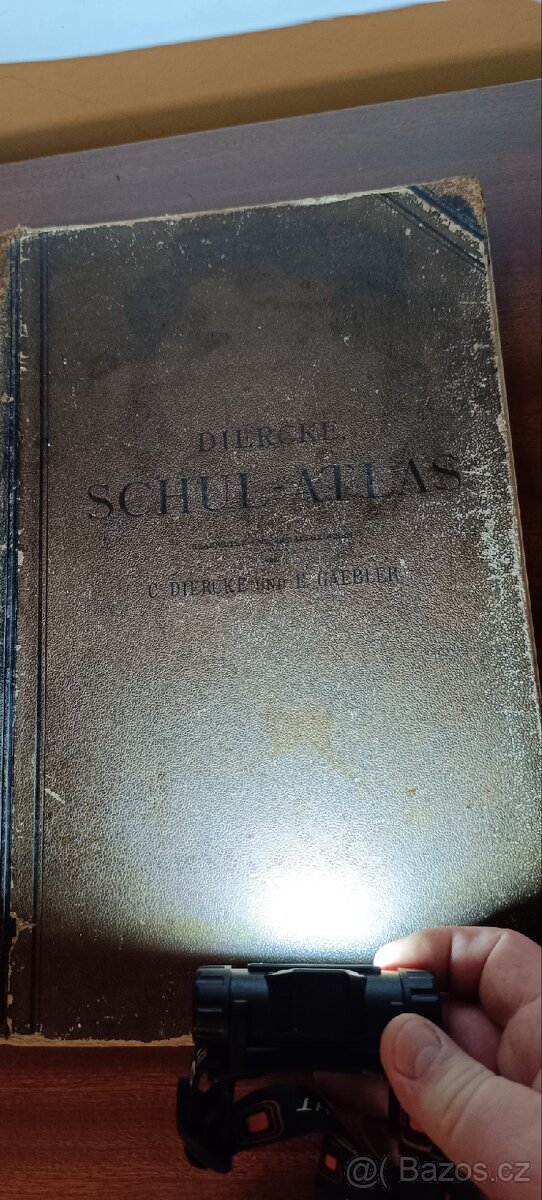 DIERCKE,
SCHUL-ATLAS
C. DIERCKE UND E. GAEBLER
@ Bazos.cz